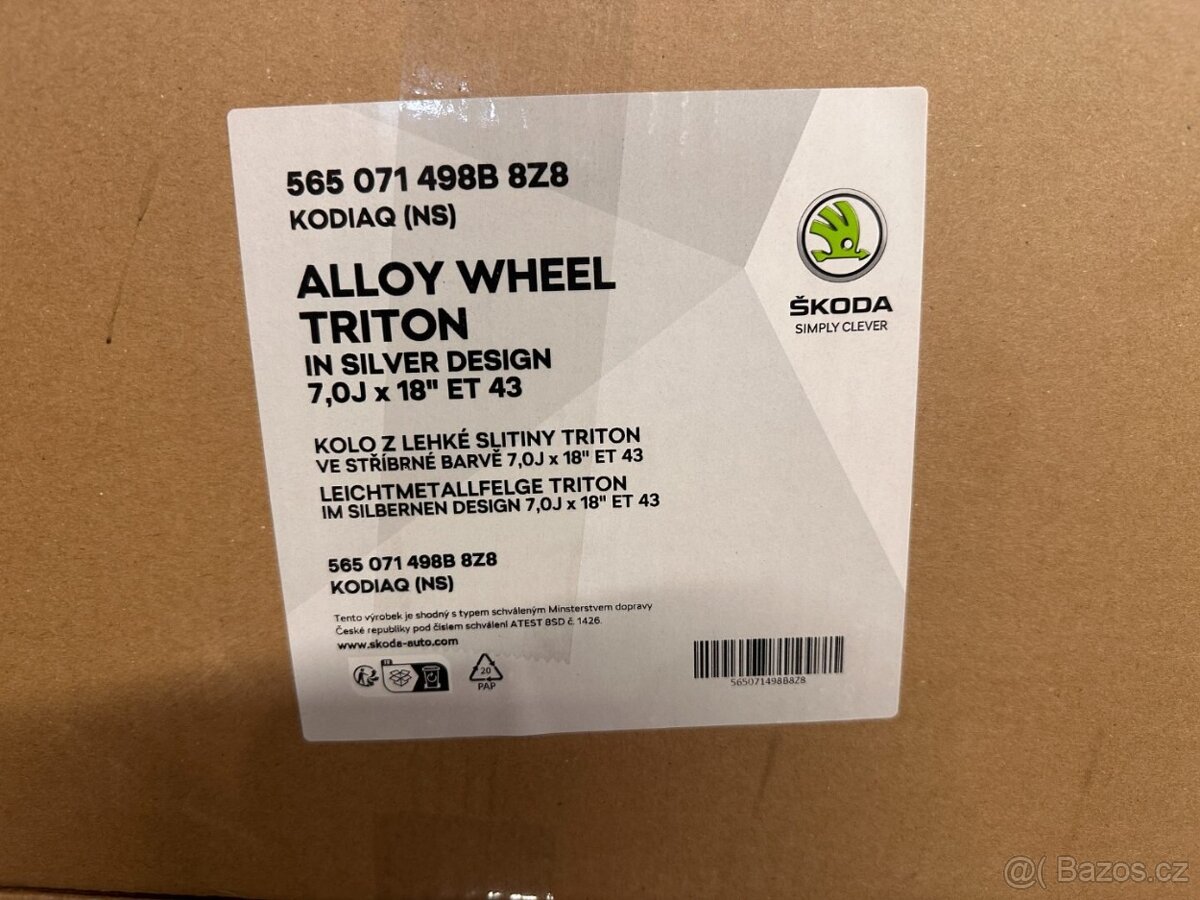 565 071 498B 8Z8
KODIAQ (NS)
ALLOY WHEEL
TRITON
IN SILVER DESIGN
7,0J x 18" ET 43
KOLO Z LEHKÉ SLITINY TRITON
VE STŘÍBRNÉ BARVĚ 7,0J x 18" ET 43
LEICHTMETALLFELGE TRITON
IM SILBERNEN DESIGN 7,0J x 18" ET 43
565 071 498B 8Z8
KODIAQ (NS)
Tento výrobek je shodný s typem schváleným Minsterstvem dopravy
České republiky pod číslem schválení ATEST 8SD č. 1426.
www.skoda-auto.com
FR
20
PAP
ŠKODA
SIMPLY CLEVER
565071498B8Z8
@( Bazos.cz